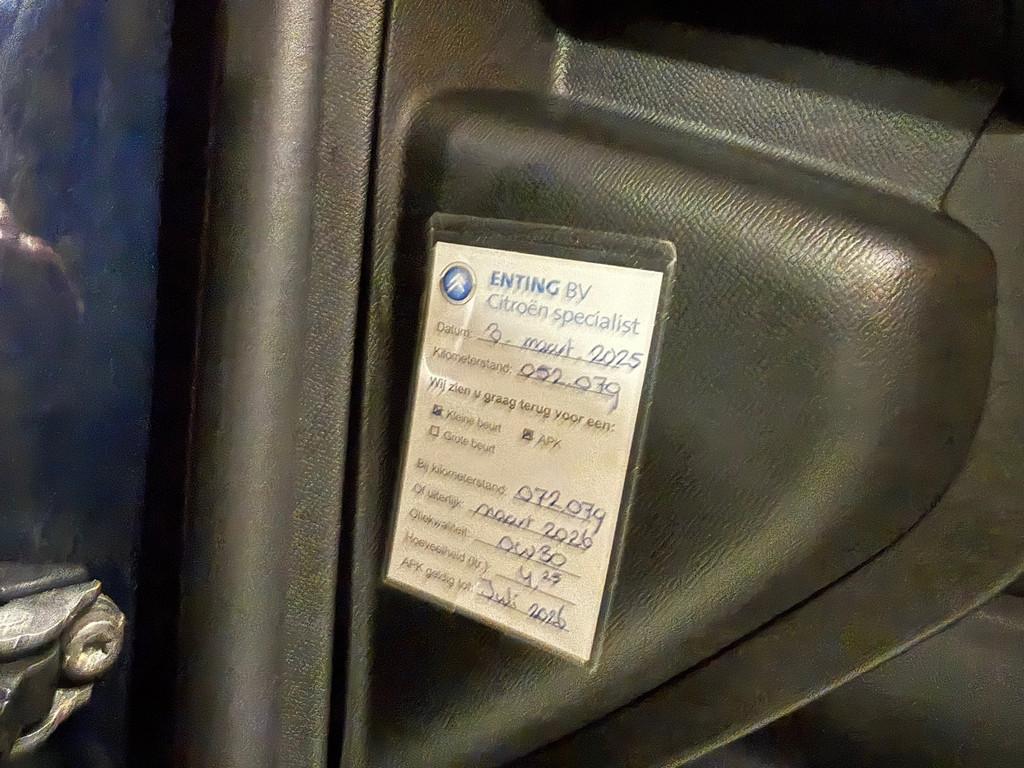 ENTING BV
Citroën specialist
Datum: 3. maart 2025
Kilometerstand: 052.079
Wij zien u graag terug voor een:
Kleine beurt APK
Grote beurt
Bij kilometerstand: 072.079
Of uiterlijk: maart 2026
Oliekwaliteit: 0W30
Hoeveelheid (ltr.): 4,25
APK geldig tot: Juli 2026